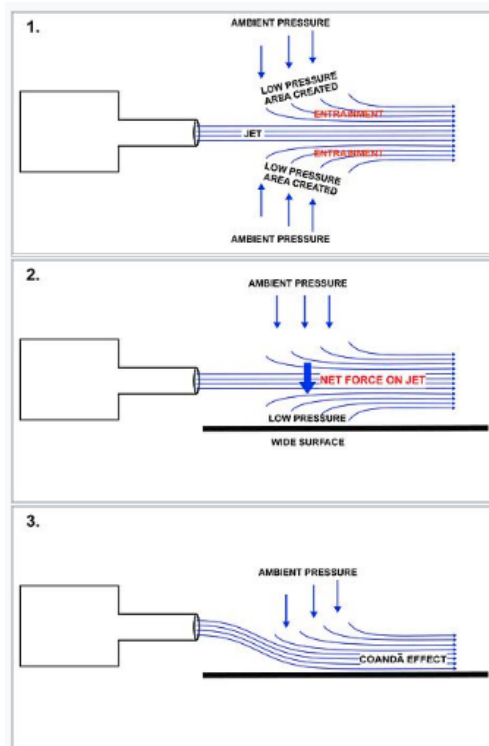 1.
AMBIENT PRESSURE
LOW PRESSURE
AREA CREATED
ENTRAINMENT
JET
ENTRAINMENT
LOW PRESSURE
AREA CREATED
AMBIENT PRESSURE
2.
AMBIENT PRESSURE
NET FORCE ON JET
LOW PRESSURE
WIDE SURFACE
3.
AMBIENT PRESSURE
COANDĂ EFFECT